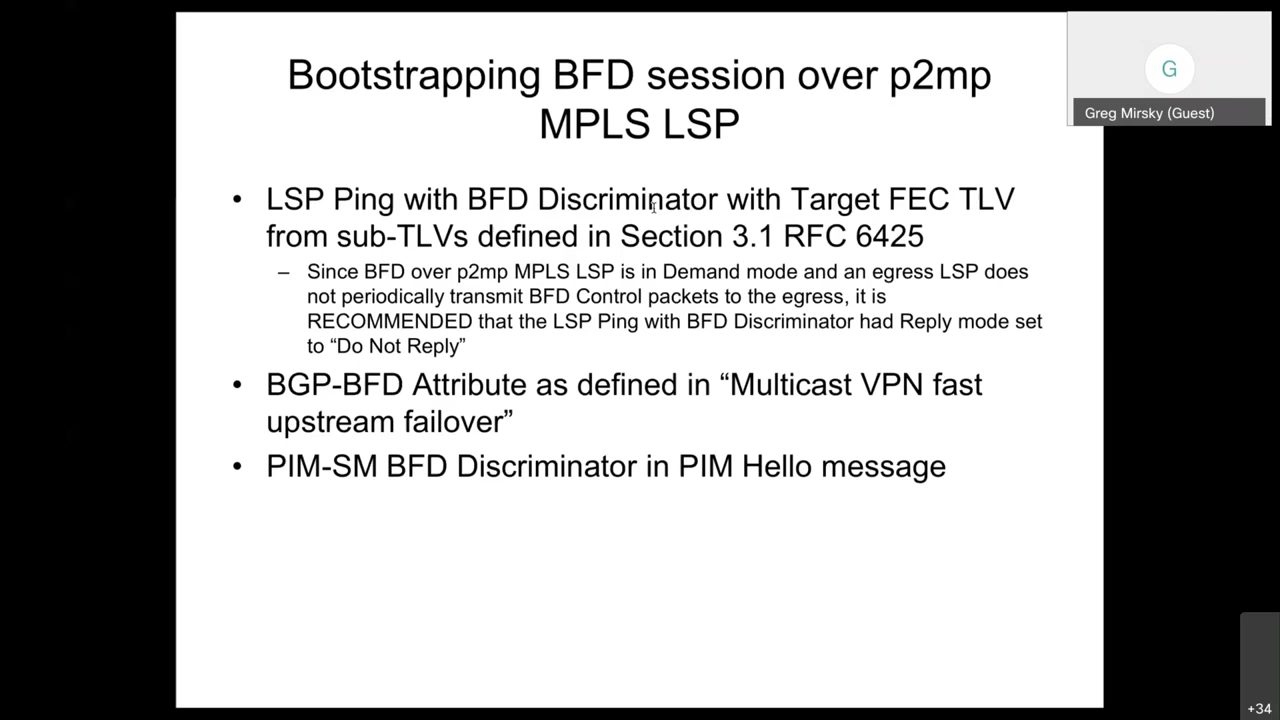 Bootstrapping BFD session over p2mp
MPLS LSP
• LSP Ping with BFD Discriminator with Target FEC TLV
from sub-TLVs defined in Section 3.1 RFC 6425
– Since BFD over p2mp MPLS LSP is in Demand mode and an egress LSP does
not periodically transmit BFD Control packets to the egress, it is
RECOMMENDED that the LSP Ping with BFD Discriminator had Reply mode set
to “Do Not Reply”
• BGP-BFD Attribute as defined in “Multicast VPN fast
upstream failover”
• PIM-SM BFD Discriminator in PIM Hello message
G
Greg Mirsky (Guest)
+34